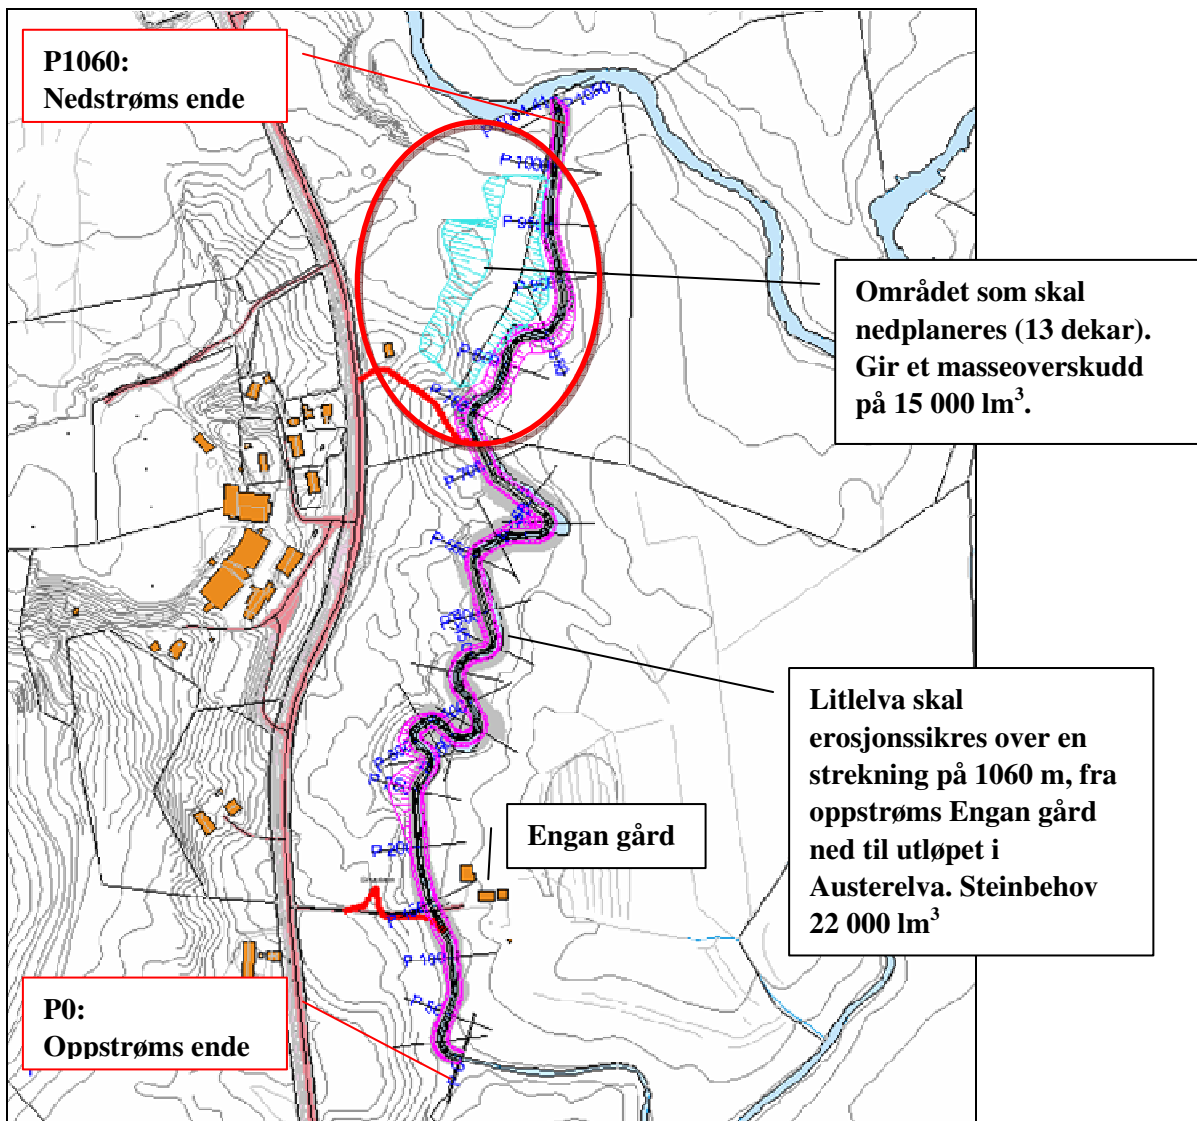 P1060:
Nedstrøms ende
Området som skal
nedplaneres (13 dekar).
Gir et masseoverskudd
på 15 000 lm³.
Litlelva skal
erosjonssikres over en
strekning på 1060 m, fra
oppstrøms Engan gård
ned til utløpet i
Austerelva. Steinbehov
22 000 lm³
Engan gård
P0:
Oppstrøms ende